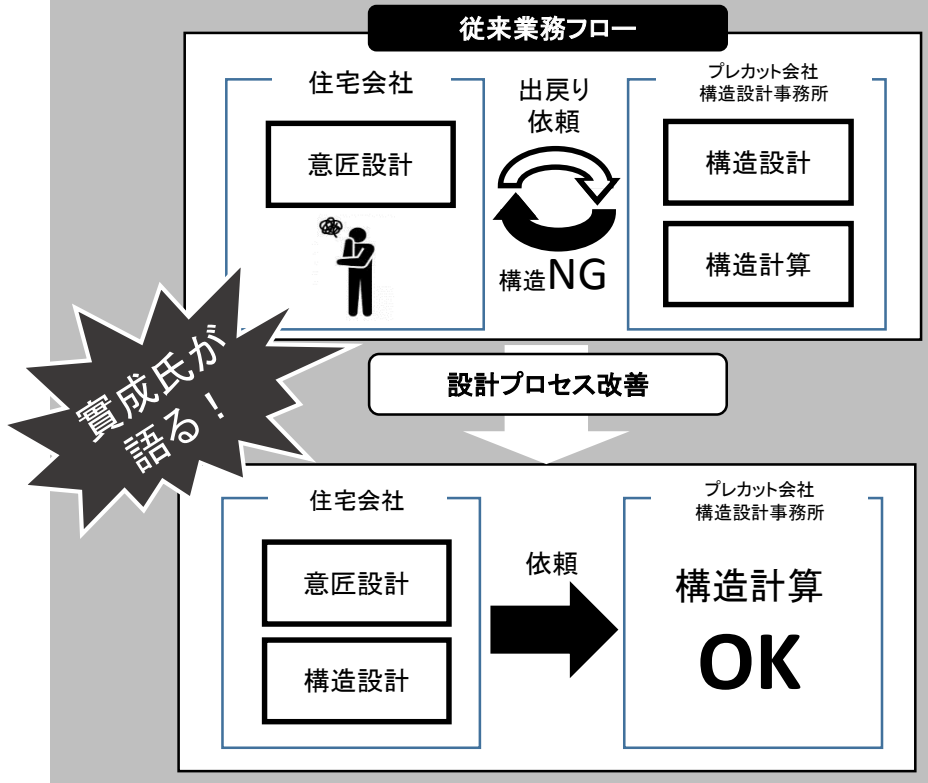 従来業務フロー
住宅会社
意匠設計
出戻り
依頼
構造NG
プレカット会社
構造設計事務所
構造設計
構造計算
實成氏が
語る！
設計プロセス改善
住宅会社
意匠設計
構造設計
依頼
プレカット会社
構造設計事務所
構造計算
OK